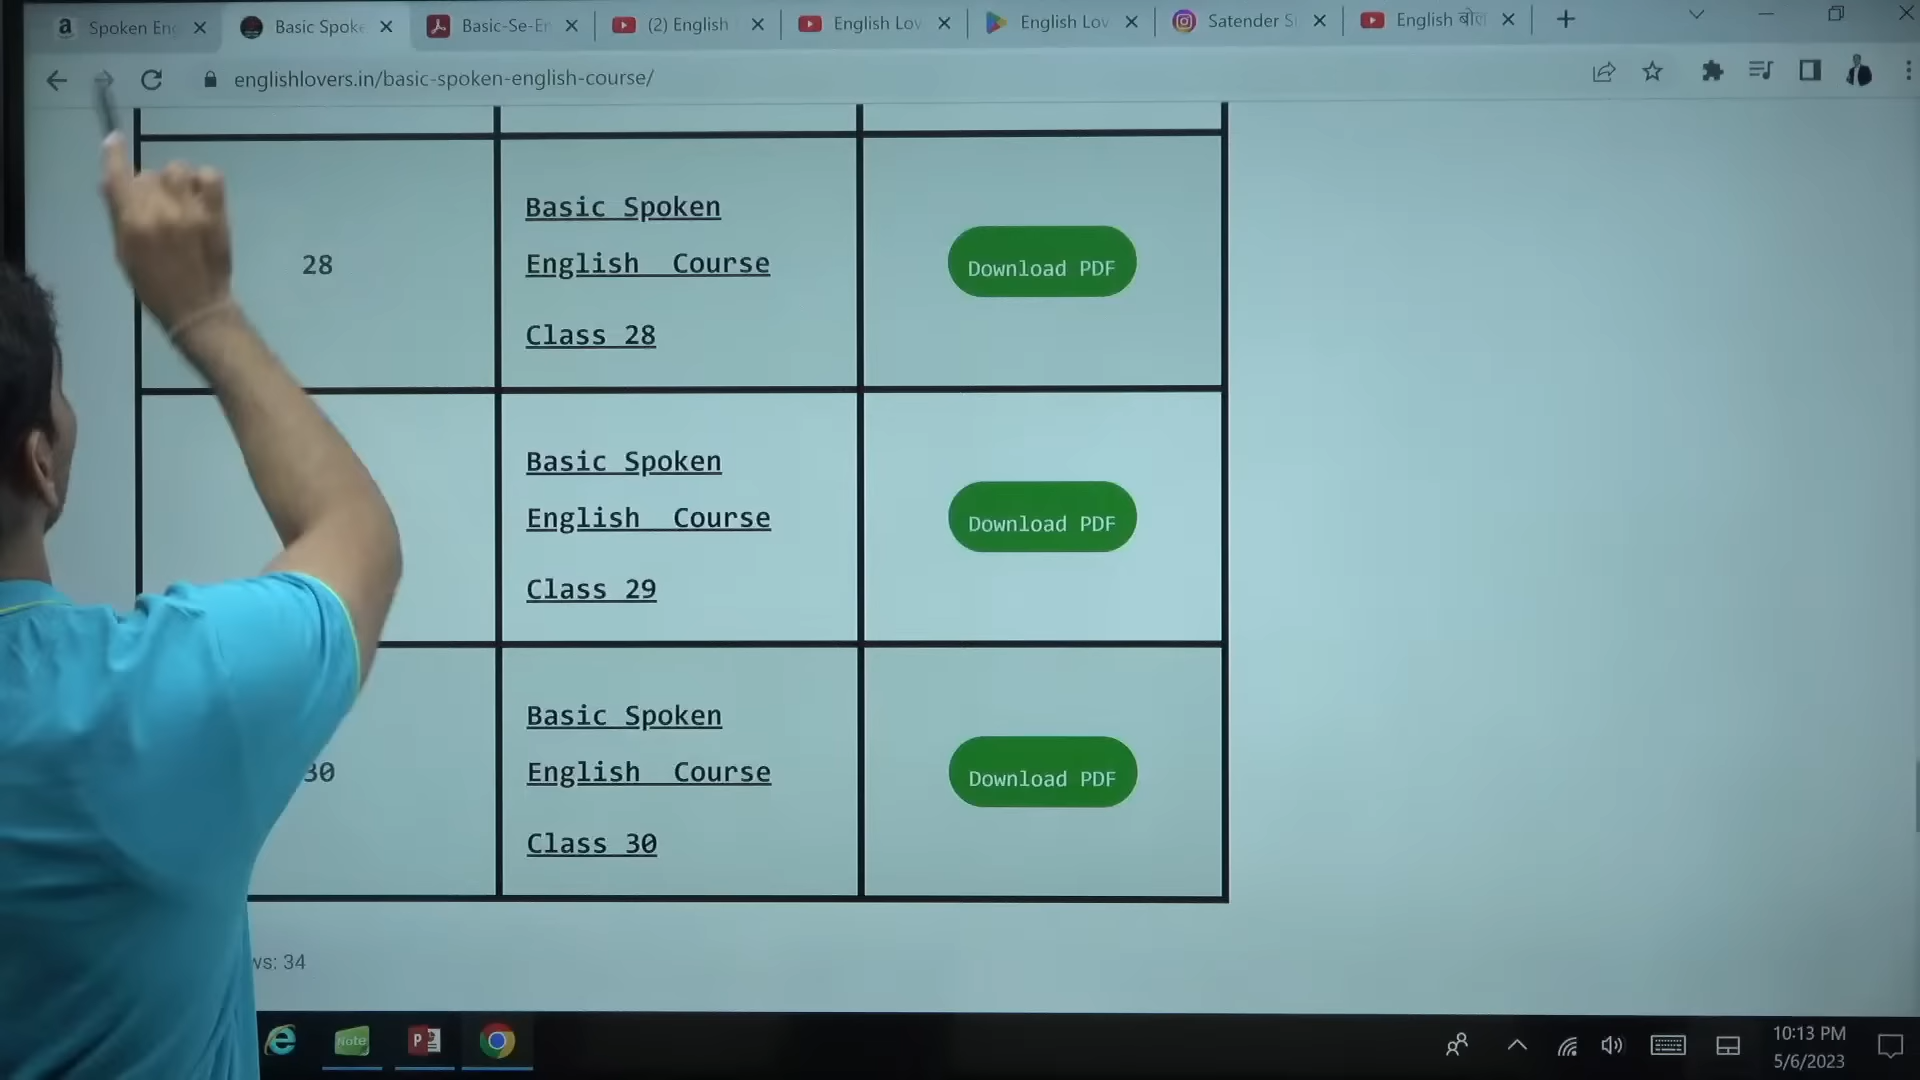 Spoken Eng
Basic Spoke
Basic-Se-En
(2) English
English Lov
English Lov
Satender Si
English बोल
englishlovers.in/basic-spoken-english-course/
28
Basic Spoken
English Course
Class 28
Download PDF
Basic Spoken
English Course
Class 29
Download PDF
30
Basic Spoken
English Course
Class 30
Download PDF
ws: 34
Note
10:13 PM
5/6/2023